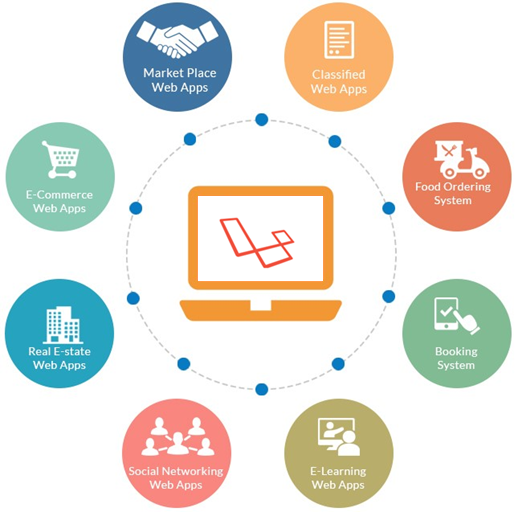 Market Place
Web Apps
Classified
Web Apps
E-Commerce
Web Apps
Food Ordering
System
Real E-state
Web Apps
Booking
System
Social Networking
Web Apps
E-Learning
Web Apps